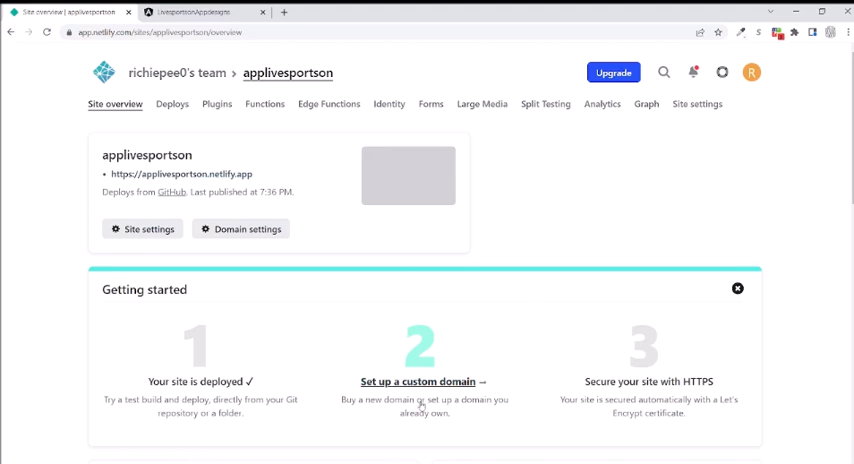 Site overview | applivesportson
LivesportsonAppdesigns
app.netlify.com/sites/applivesportson/overview
richiepee0's team › applivesportson
Upgrade
R
Site overview Deploys Plugins Functions Edge Functions Identity Forms Large Media Split Testing Analytics Graph Site settings
applivesportson
• https://applivesportson.netlify.app
Deploys from GitHub. Last published at 7:36 PM.
Site settings Domain settings
Getting started
1
Your site is deployed ✓
Try a test build and deploy, directly from your Git
repository or a folder.
2
Set up a custom domain →
Buy a new domain or set up a domain you
already own.
3
Secure your site with HTTPS
Your site is secured automatically with a Let's
Encrypt certificate.